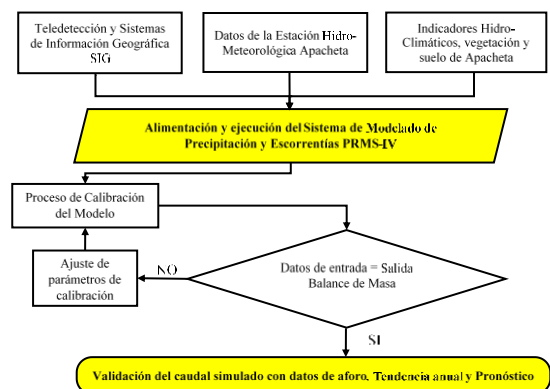 Teledetección y Sistemas
de Información Geográfica
SIG
Datos de la Estación Hidro-
Meteorológica Apacheta
Indicadores Hidro-
Climáticos, vegetación y
suelo de Apacheta
Alimentación y ejecución del Sistema de Modelado de
Precipitación y Escorrentías PRMS-IV
Proceso de Calibración
del Modelo
Ajuste de
parámetros de
calibración
NO
Datos de entrada = Salida
Balance de Masa
SI
Validación del caudal simulado con datos de aforo, Tendencia anual y Pronóstico